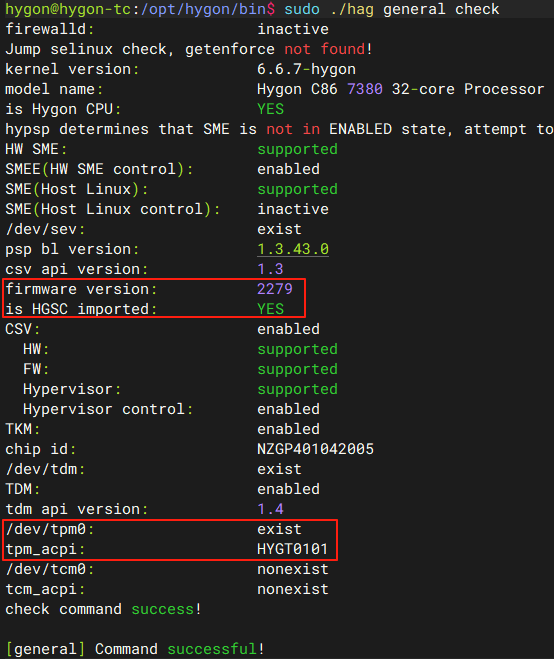 hygon@hygon-tc:/opt/hygon/bin$ sudo ./hag general check
firewalld: inactive
Jump selinux check, getenforce not found!
kernel version: 6.6.7-hygon
model name: Hygon C86 7380 32-core Processor
is Hygon CPU: YES
hypsp determines that SME is not in ENABLED state, attempt to
HW SME: supported
SMEE(HW SME control): enabled
SME(Host Linux): supported
SME(Host Linux control): inactive
/dev/sev: exist
psp bl version: 1.3.43.0
csv api version: 1.3
firmware version: 2279
is HGSC imported: YES
CSV: enabled
HW: supported
FW: supported
Hypervisor: supported
Hypervisor control: enabled
TKM: enabled
chip id: NZGP401042005
/dev/tdm: exist
TDM: enabled
tdm api version: 1.4
/dev/tpm0: exist
tpm_acpi: HYGT0101
/dev/tcm0: nonexist
tcm_acpi: nonexist
check command success!
[general] Command successful!